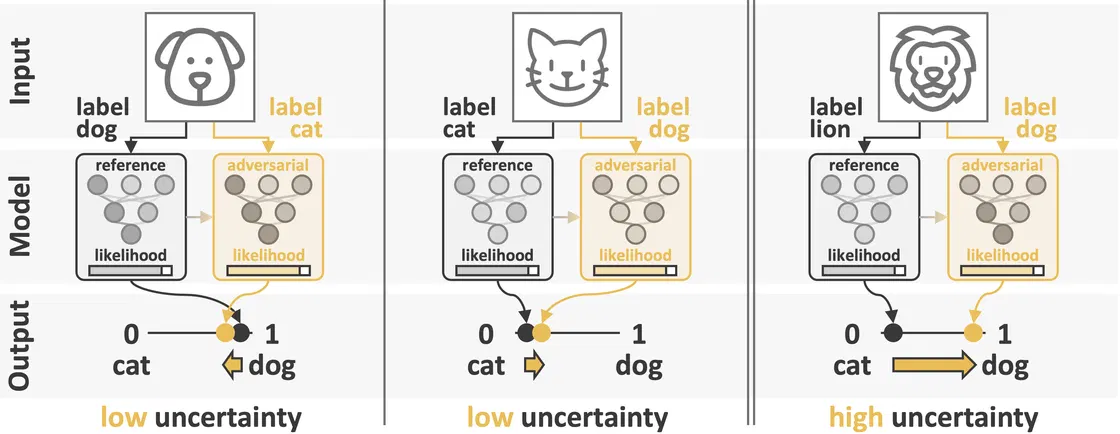 Input
label
dog
label
cat
label
cat
label
dog
label
lion
label
dog
Model
reference
adversarial
likelihood
likelihood
reference
adversarial
likelihood
likelihood
reference
adversarial
likelihood
likelihood
Output
0
1
cat
dog
0
1
cat
dog
0
1
cat
dog
low uncertainty
low uncertainty
high uncertainty